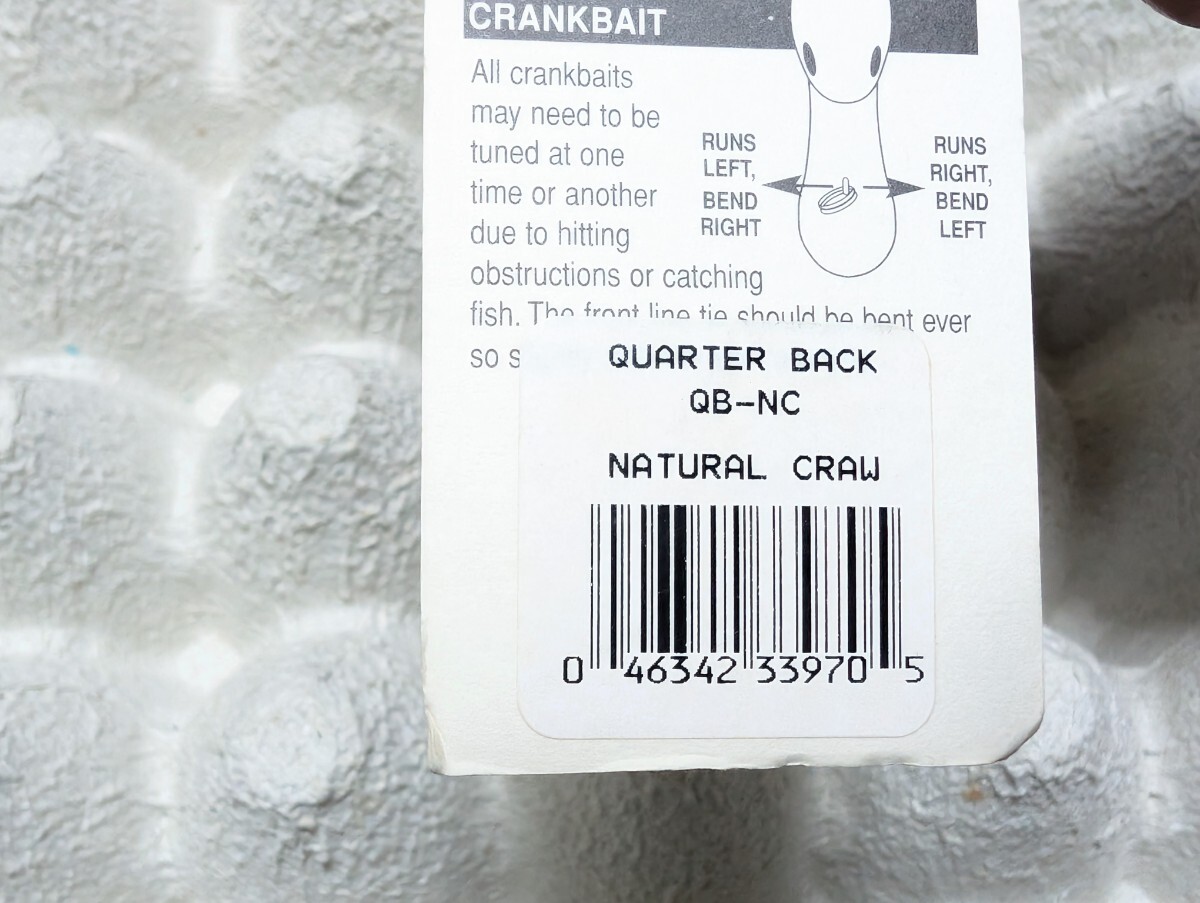 CRANKBAIT
All crankbaits
may need to be
tuned at one
time or another
due to hitting
obstructions or catching
fish. The front line tie should be bent ever
so
RUNS
LEFT,
BEND
RIGHT
RUNS
RIGHT,
BEND
LEFT
QUARTER BACK
QB-NC
NATURAL CRAW
0 46342 33970 5